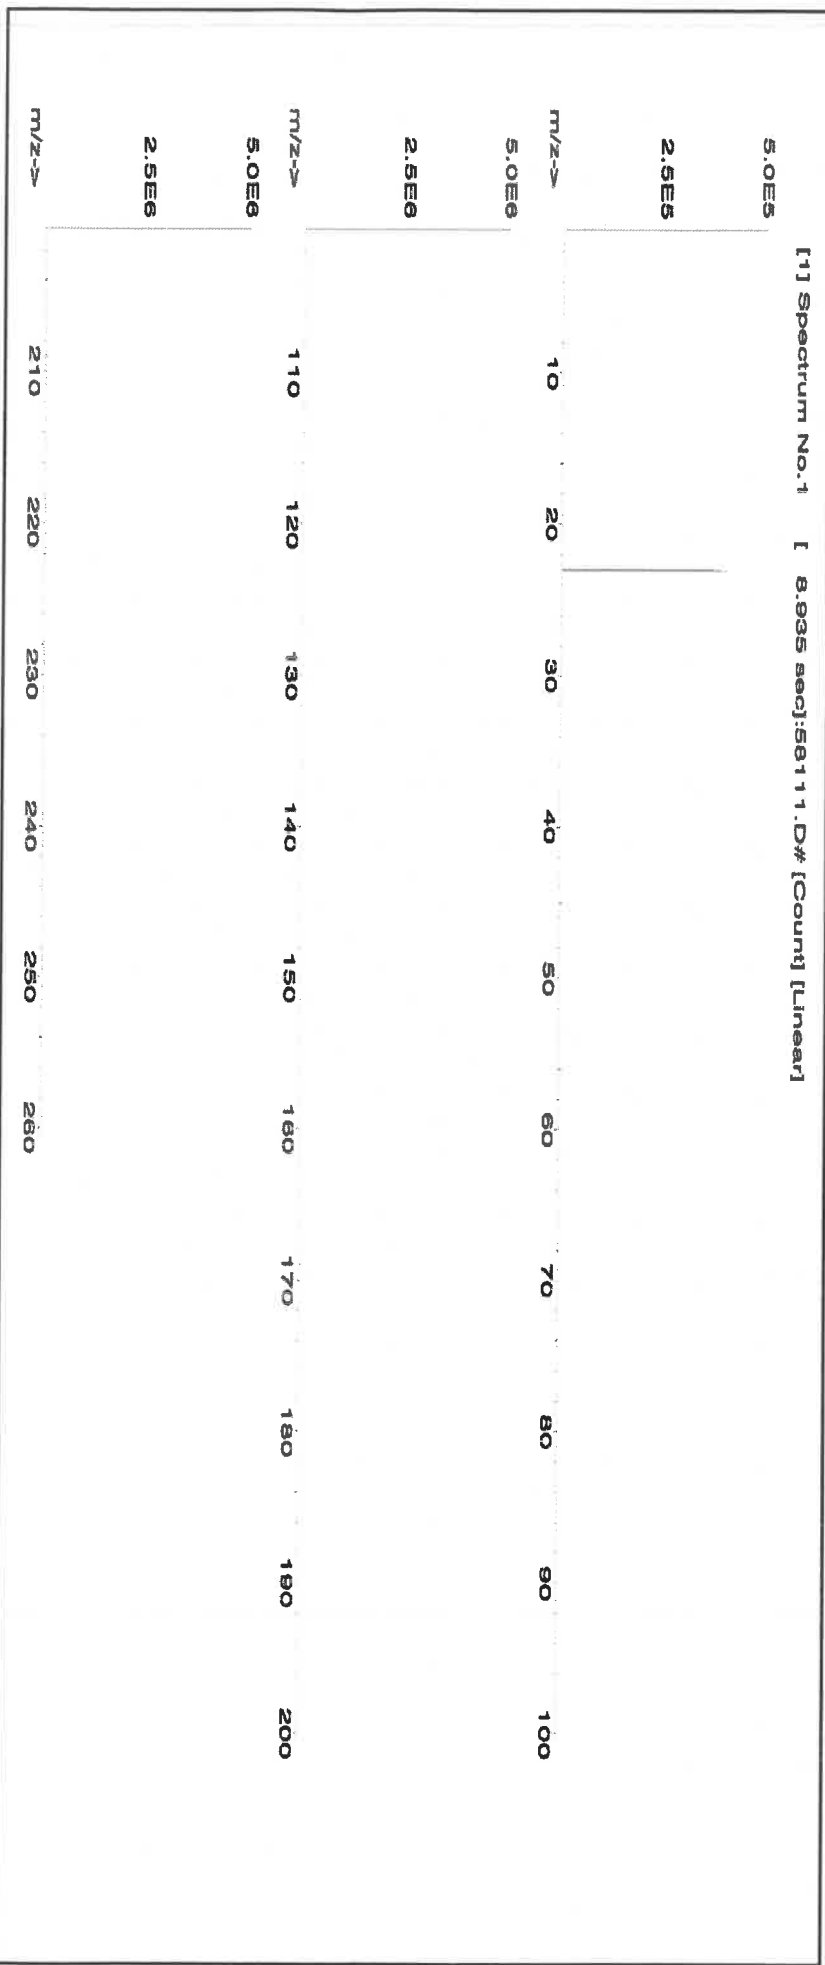 [1] Spectrum No.1 [ 8.935 sec]:58111.D# [Count] [Linear]
5.0E5
2.5E5
m/z-> 10 20 30 40 50 60 70 80 90 100
5.0E6
2.5E6
m/z-> 110 120 130 140 150 160 170 180 190 200
5.0E6
2.5E6
m/z-> 210 220 230 240 250 260